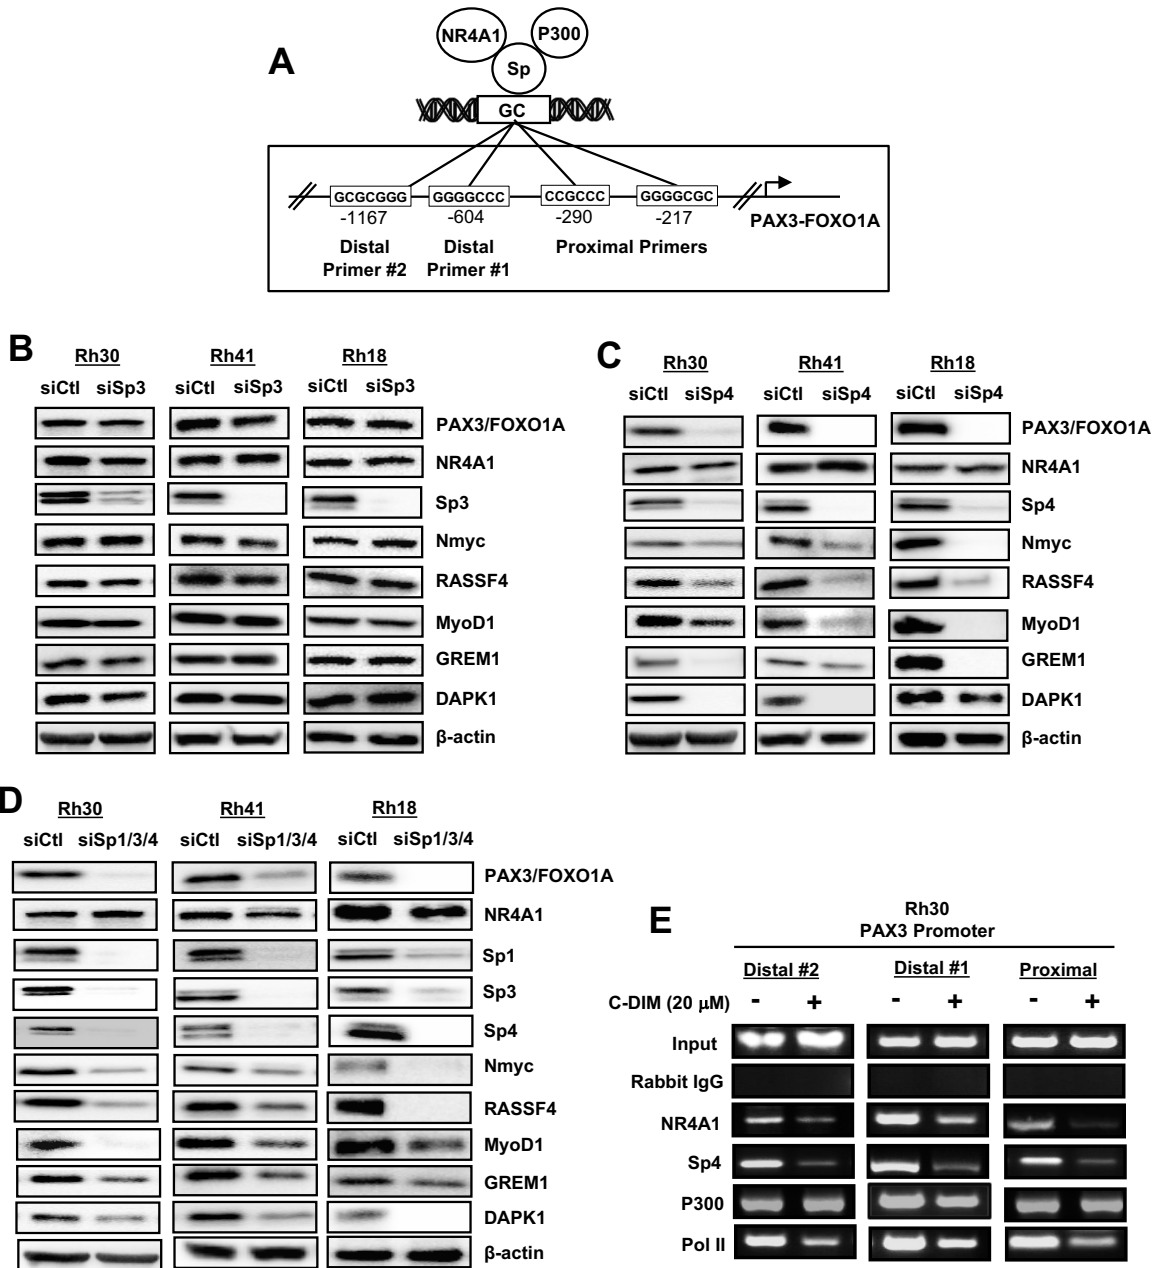 A
NR4A1 P300
Sp
GC
GCGCGGG GGGGCCC CCGCCC GGGGCGC
-1167 -604 -290 -217
PAX3-FOXO1A
Distal Distal Proximal Primers
Primer #2 Primer #1
B
Rh30 Rh41 Rh18
siCtl siSp3 siCtl siSp3 siCtl siSp3
PAX3/FOXO1A
NR4A1
Sp3
Nmyc
RASSF4
MyoD1
GREM1
DAPK1
β-actin
C
Rh30 Rh41 Rh18
siCtl siSp4 siCtl siSp4 siCtl siSp4
PAX3/FOXO1A
NR4A1
Sp4
Nmyc
RASSF4
MyoD1
GREM1
DAPK1
β-actin
D
Rh30 Rh41 Rh18
siCtl siSp1/3/4 siCtl siSp1/3/4 siCtl siSp1/3/4
PAX3/FOXO1A
NR4A1
Sp1
Sp3
Sp4
Nmyc
RASSF4
MyoD1
GREM1
DAPK1
β-actin
E
Rh30
PAX3 Promoter
Distal #2 Distal #1 Proximal
C-DIM (20 μM) - + - + - +
Input
Rabbit IgG
NR4A1
Sp4
P300
Pol II